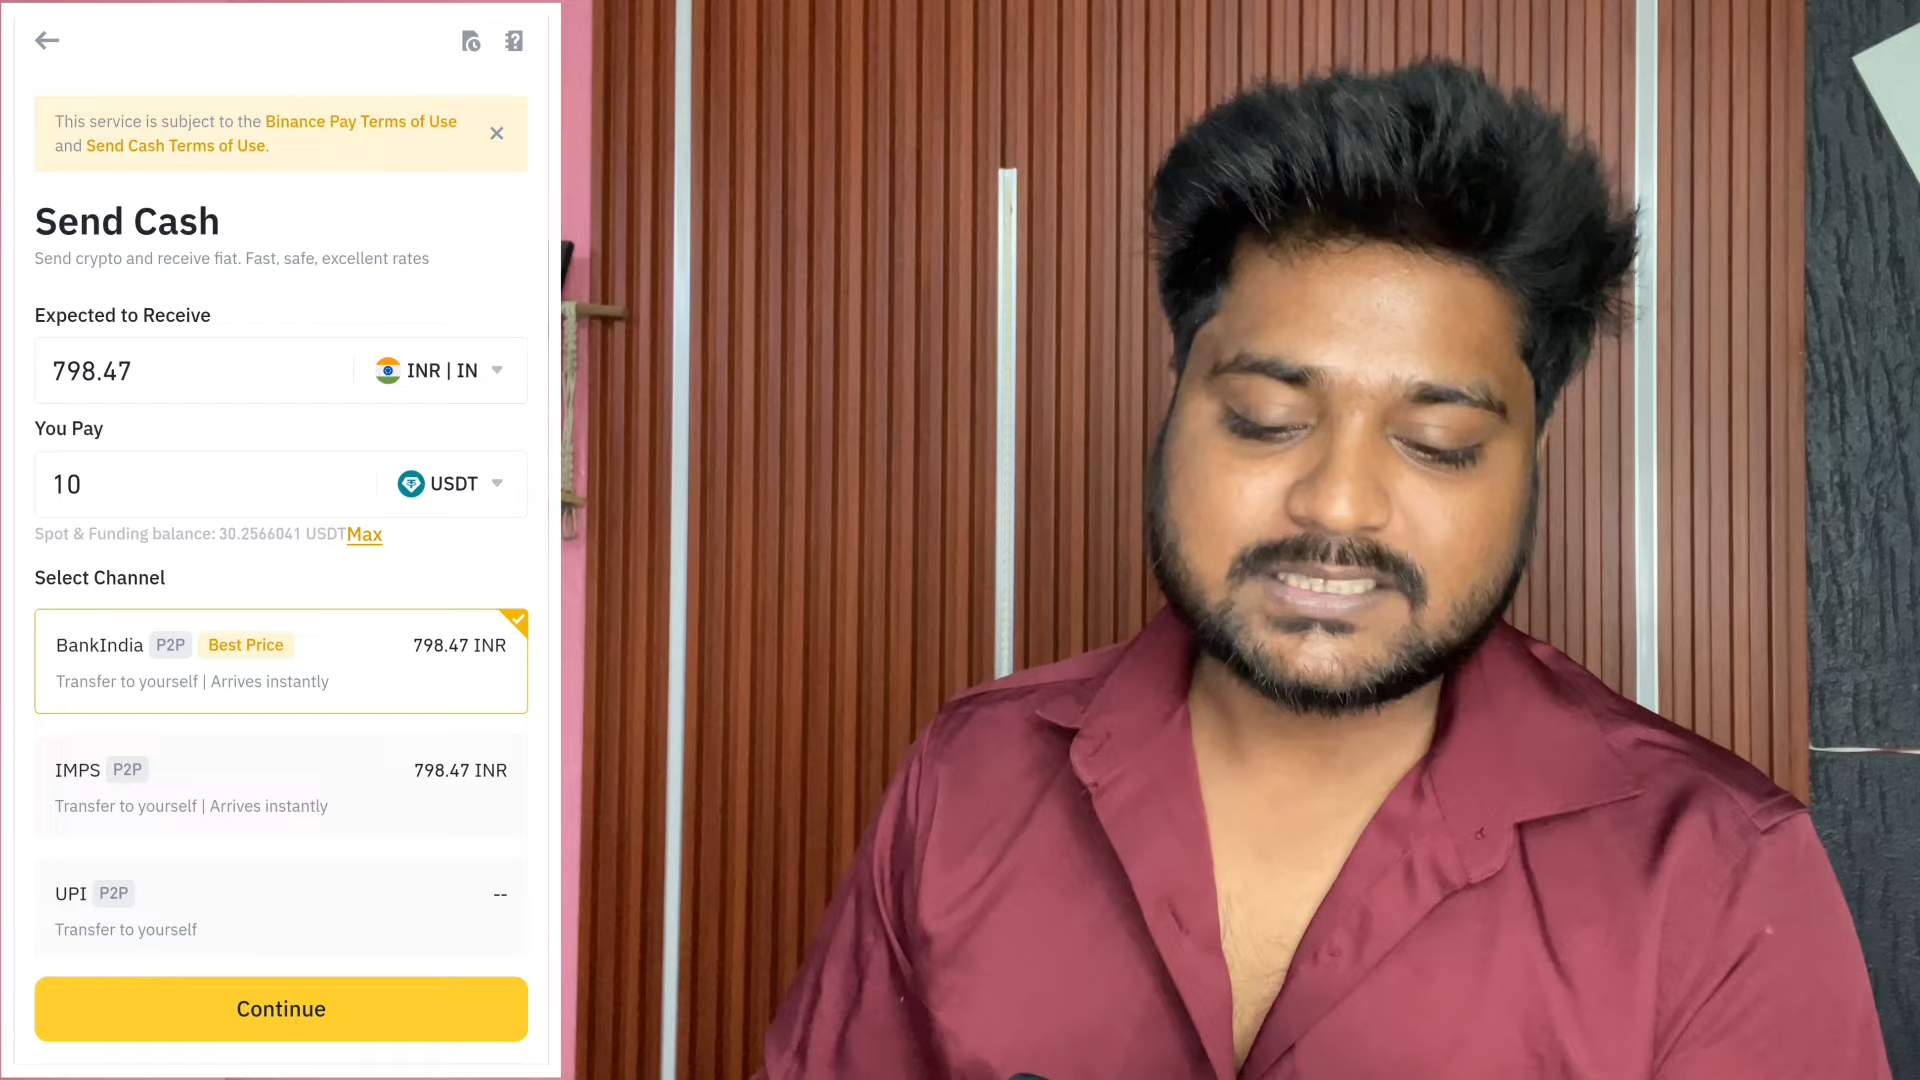 This service is subject to the Binance Pay Terms of Use
and Send Cash Terms of Use.
Send Cash
Send crypto and receive fiat. Fast, safe, excellent rates
Expected to Receive
798.47 INR | IN
You Pay
10 USDT
Spot & Funding balance: 30.2566041 USDT Max
Select Channel
BankIndia P2P Best Price 798.47 INR
Transfer to yourself | Arrives instantly
IMPS P2P 798.47 INR
Transfer to yourself | Arrives instantly
UPI P2P --
Transfer to yourself
Continue